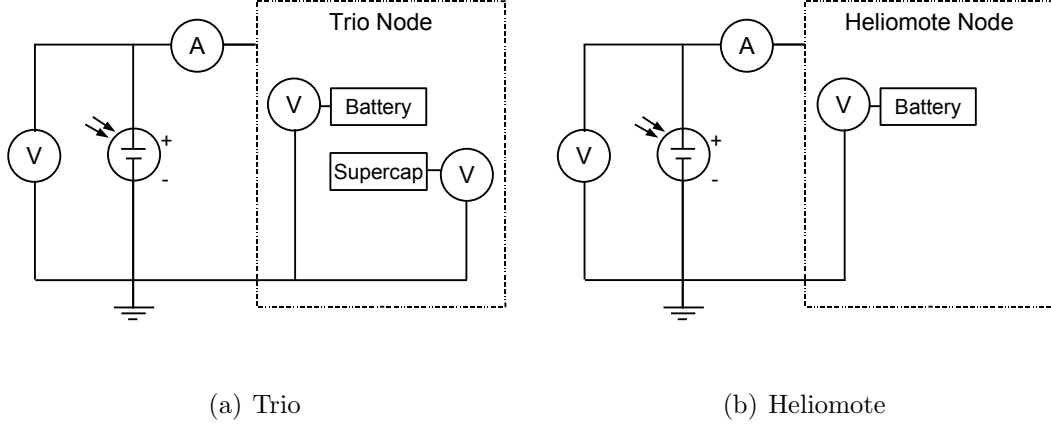 Trio Node
A
V
Battery
V
+
-
Supercap
V
(a) Trio
Heliomote Node
A
V
Battery
V
+
-
(b) Heliomote